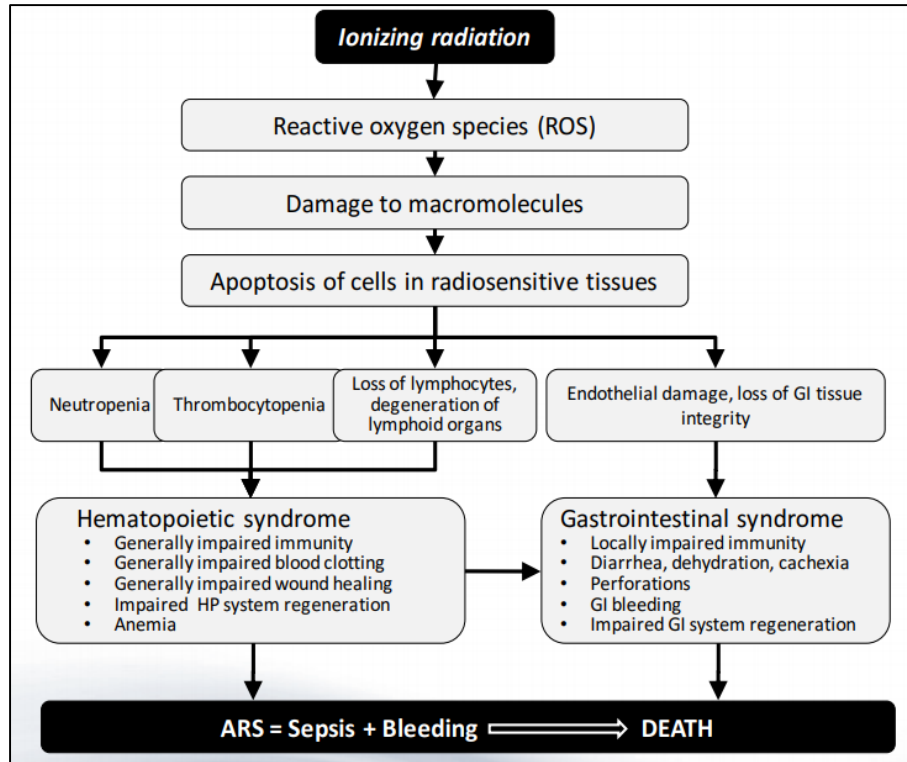 Ionizing radiation
Reactive oxygen species (ROS)
Damage to macromolecules
Apoptosis of cells in radiosensitive tissues
Neutropenia
Thrombocytopenia
Loss of lymphocytes,
degeneration of
lymphoid organs
Endothelial damage, loss of GI tissue
integrity
Hematopoietic syndrome
• Generally impaired immunity
• Generally impaired blood clotting
• Generally impaired wound healing
• Impaired HP system regeneration
• Anemia
Gastrointestinal syndrome
• Locally impaired immunity
• Diarrhea, dehydration, cachexia
• Perforations
• GI bleeding
• Impaired GI system regeneration
ARS = Sepsis + Bleeding ⟹ DEATH